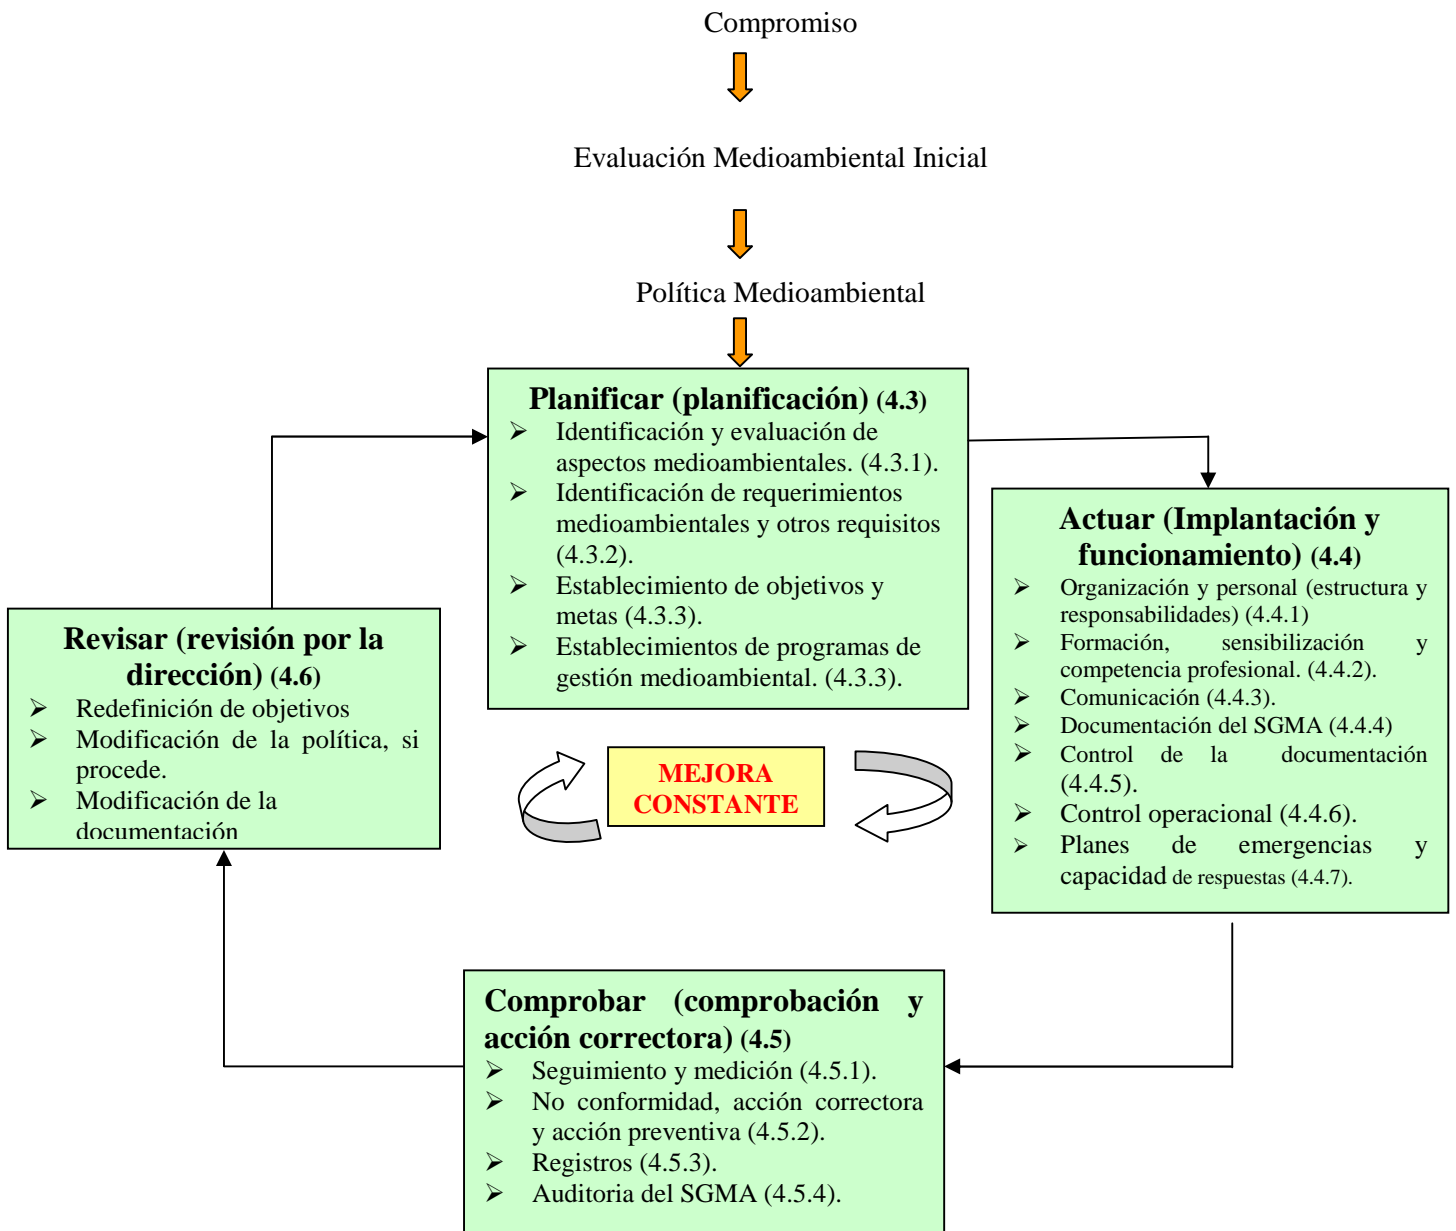 Compromiso
Evaluación Medioambiental Inicial
Política Medioambiental
Planificar (planificación) (4.3)
➢ Identificación y evaluación de
aspectos medioambientales. (4.3.1).
➢ Identificación de requerimientos
medioambientales y otros requisitos
(4.3.2).
➢ Establecimiento de objetivos y
metas (4.3.3).
➢ Establecimientos de programas de
gestión medioambiental. (4.3.3).
Actuar (Implantación y
funcionamiento) (4.4)
➢ Organización y personal (estructura y
responsabilidades) (4.4.1)
➢ Formación, sensibilización y
competencia profesional. (4.4.2).
➢ Comunicación (4.4.3).
➢ Documentación del SGMA (4.4.4)
➢ Control de la documentación
(4.4.5).
➢ Control operacional (4.4.6).
➢ Planes de emergencias y
capacidad de respuestas (4.4.7).
Revisar (revisión por la
dirección) (4.6)
➢ Redefinición de objetivos
➢ Modificación de la política, si
procede.
➢ Modificación de la
documentación
MEJORA
CONSTANTE
Comprobar (comprobación y
acción correctora) (4.5)
➢ Seguimiento y medición (4.5.1).
➢ No conformidad, acción correctora
y acción preventiva (4.5.2).
➢ Registros (4.5.3).
➢ Auditoria del SGMA (4.5.4).